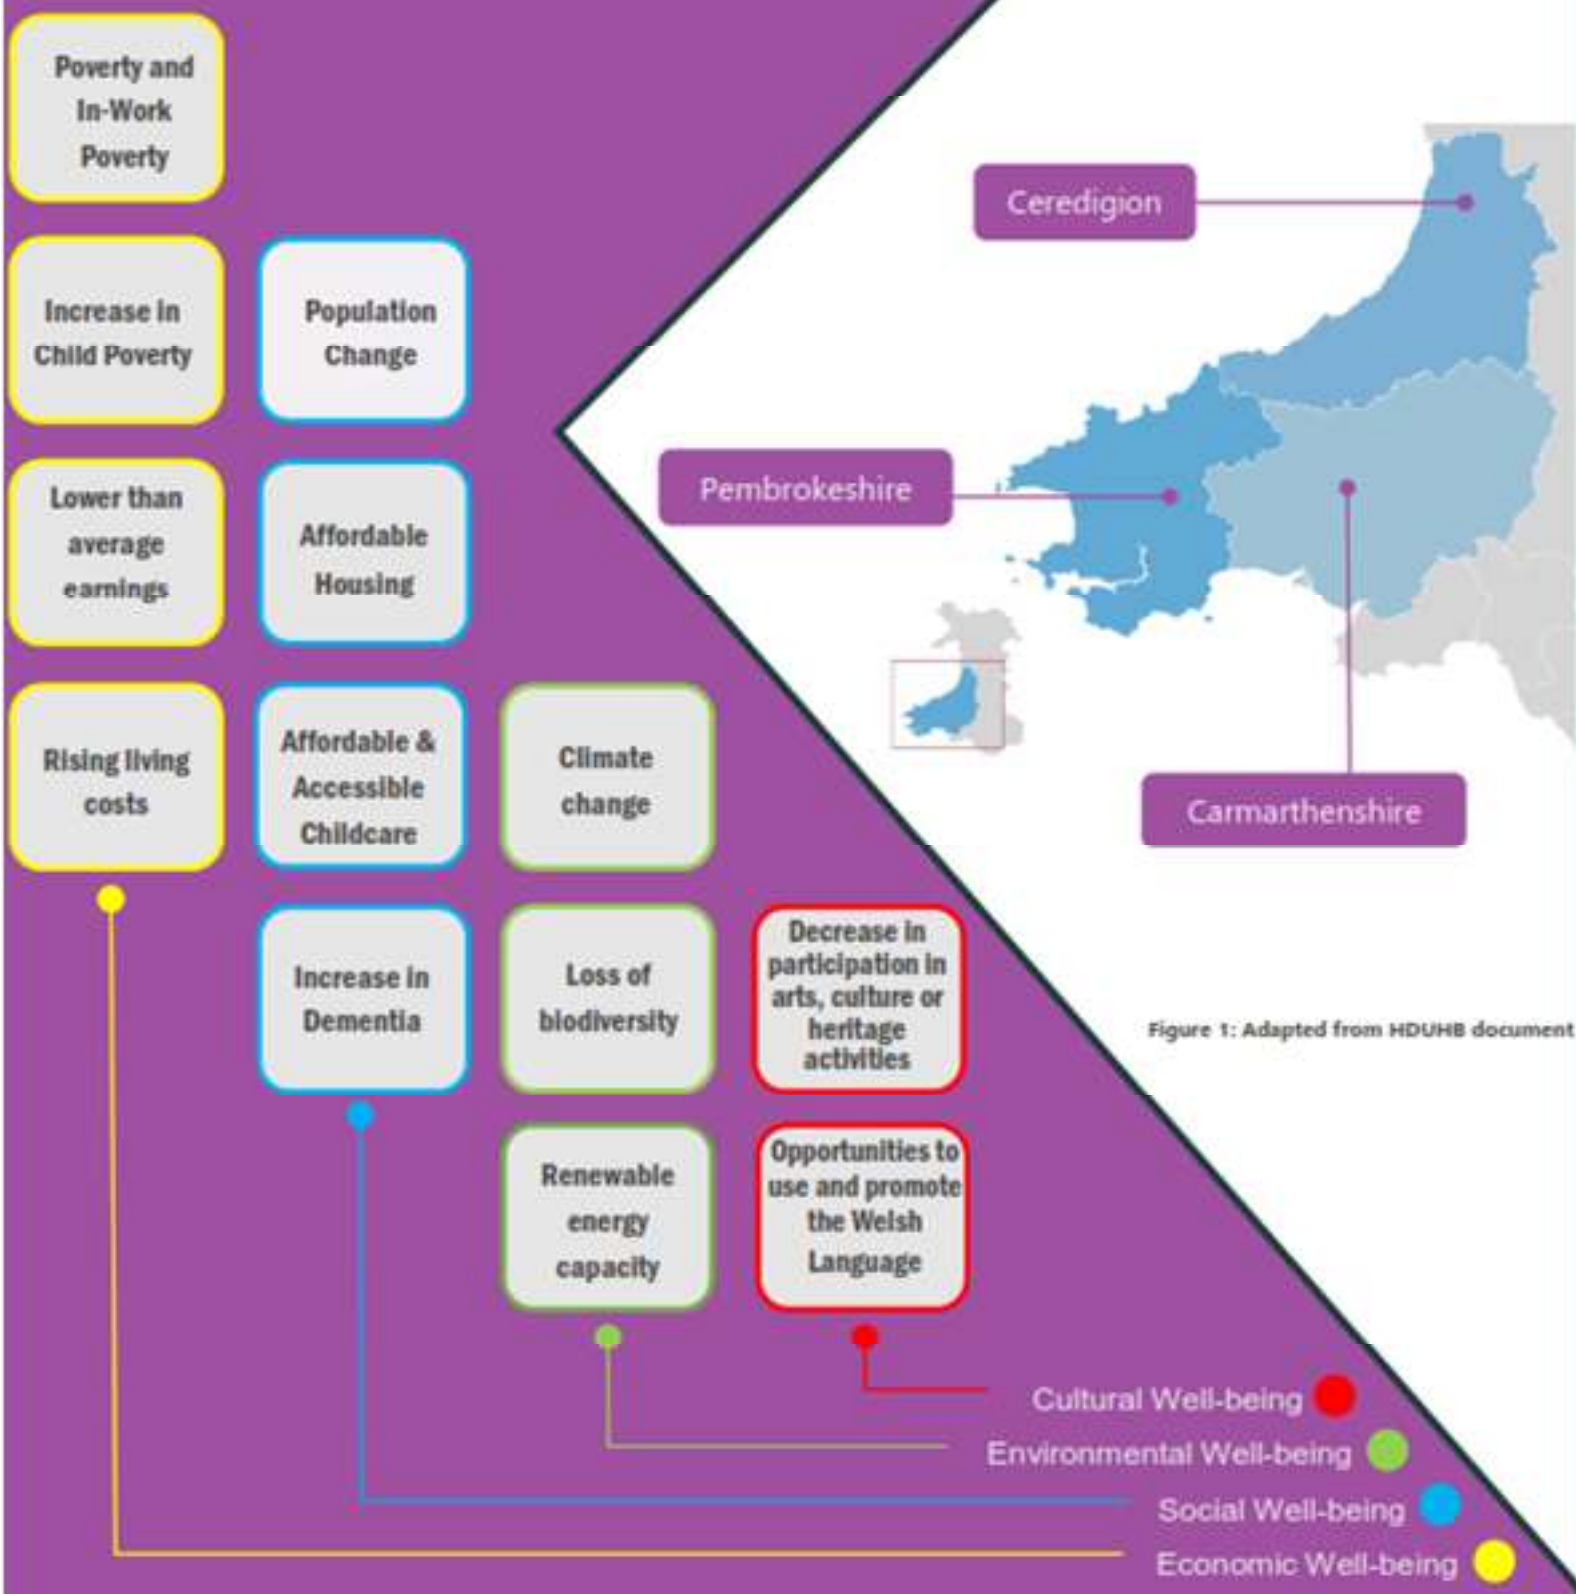 Poverty and
In-Work
Poverty
Increase in
Child Poverty
Population
Change
Lower than
average
earnings
Affordable
Housing
Rising living
costs
Affordable &
Accessible
Childcare
Climate
change
Increase in
Dementia
Loss of
biodiversity
Decrease in
participation in
arts, culture or
heritage
activities
Renewable
energy
capacity
Opportunities to
use and promote
the Welsh
Language
Ceredigion
Pembrokeshire
Carmarthenshire
Figure 1: Adapted from HDUHB document
Cultural Well-being
Environmental Well-being
Social Well-being
Economic Well-being